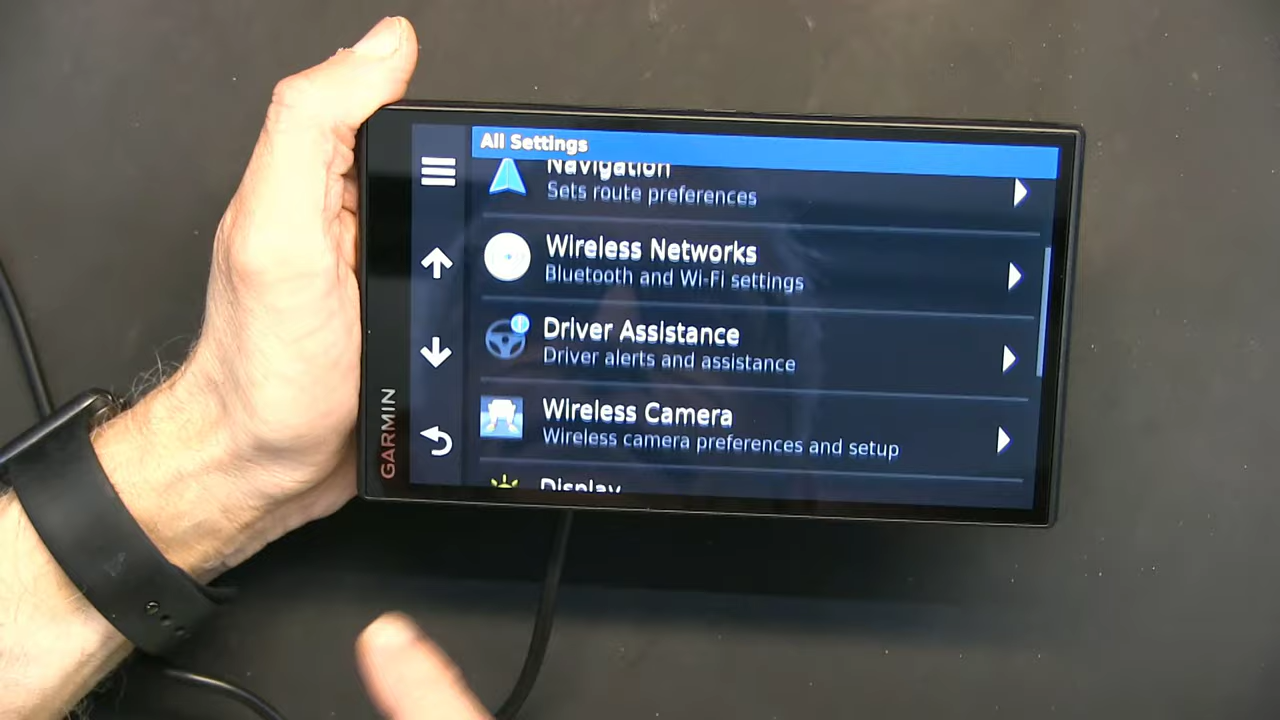 All Settings
Navigation
Sets route preferences
Wireless Networks
Bluetooth and Wi-Fi settings
Driver Assistance
Driver alerts and assistance
Wireless Camera
Wireless camera preferences and setup
Display
GARMIN